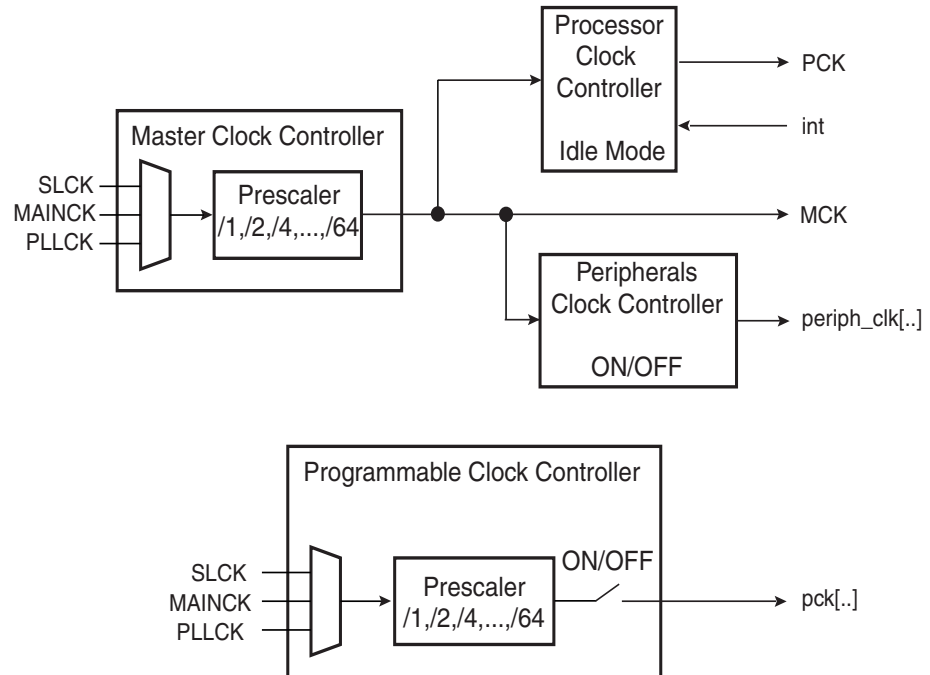 Processor
Clock
Controller
Idle Mode
PCK
int
Master Clock Controller
SLCK
MAINCK
PLLCK
Prescaler
/1,/2,/4,...,/64
MCK
Peripherals
Clock Controller
ON/OFF
periph_clk[..]
Programmable Clock Controller
SLCK
MAINCK
PLLCK
Prescaler
/1,/2,/4,...,/64
ON/OFF
pck[..]